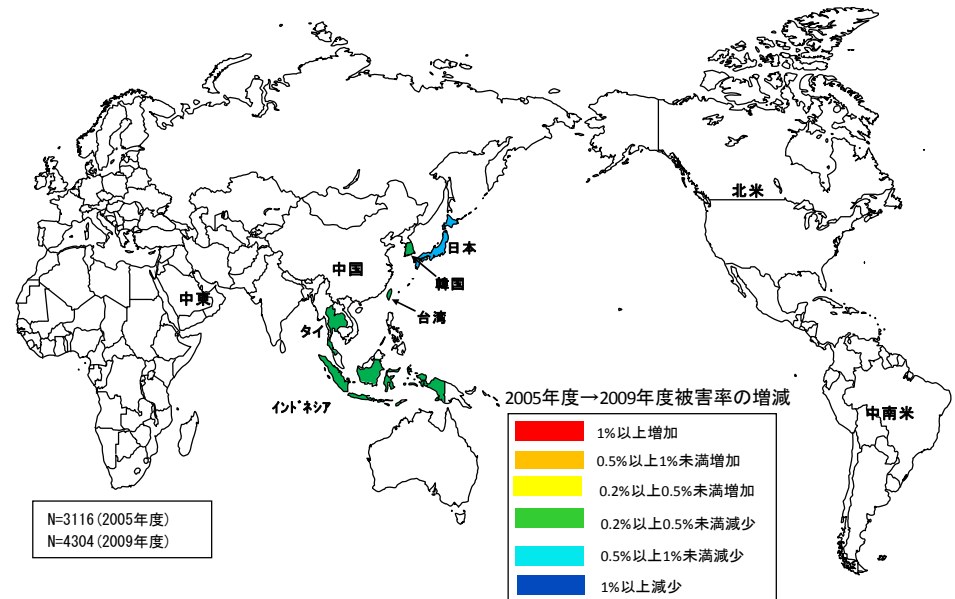 北米
日本
中国
韓国
中東
台湾
タイ
インドネシア
中南米
2005年度→2009年度被害率の増減
1%以上増加
0.5%以上1%未満増加
0.2%以上0.5%未満増加
0.2%以上0.5%未満減少
0.5%以上1%未満減少
1%以上減少
N=3116(2005年度)
N=4304(2009年度)